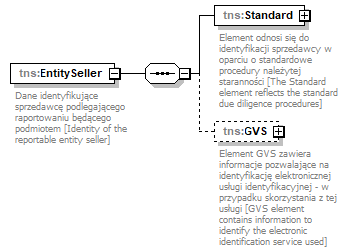 tns:Standard
Element odnosi się do
identyfikacji sprzedawcy w
oparciu o standardowe
procedury należytej
staranności [The Standard
element reflects the standard
due diligence procedures]
tns:EntitySeller
Dane identyfikujące
sprzedawcę podlegającego
raportowaniu będącego
podmiotem [Identity of the
reportable entity seller]
tns:GVS
Element GVS zawiera
informacje pozwalające na
identyfikację elektronicznej
usługi identyfikacyjnej - w
przypadku skorzystania z tej
usługi [GVS element
contains information to
identify the electronic
identification service used]